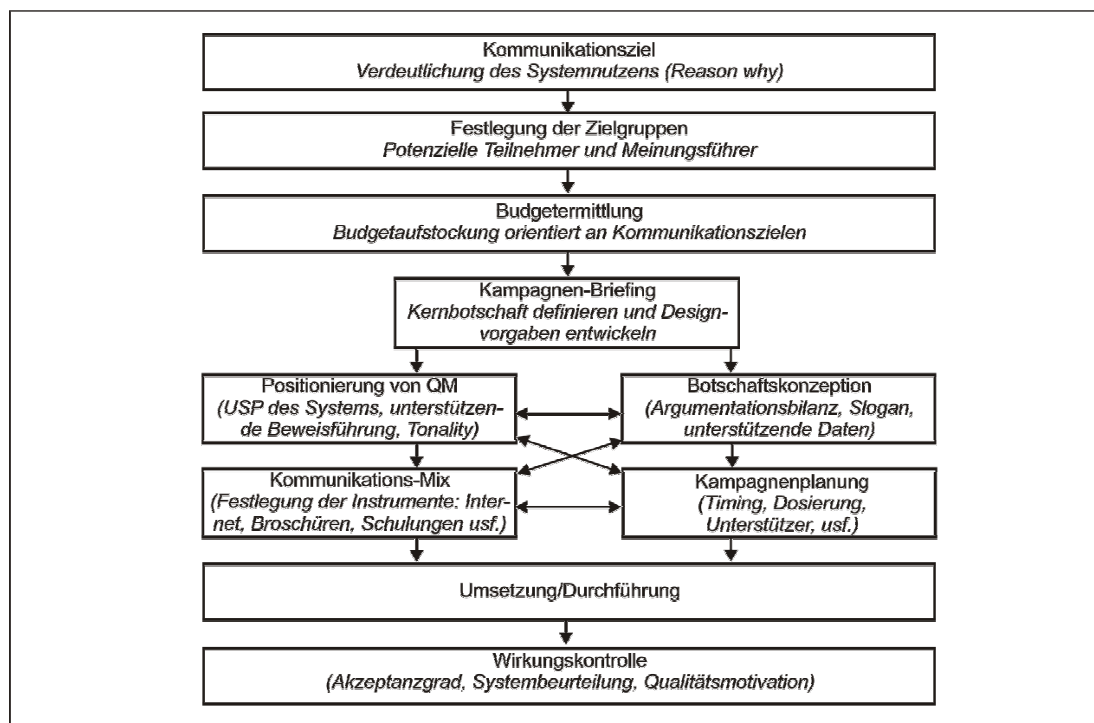 Kommunikationsziel
Verdeutlichung des Systemnutzens (Reason why)
Festlegung der Zielgruppen
Potenzielle Teilnehmer und Meinungsführer
Budgetermittlung
Budgetaufstockung orientiert an Kommunikationszielen
Kampagnen-Briefing
Kernbotschaft definieren und Design-
vorgaben entwickeln
Positionierung von QM
(USP des Systems, unterstützen-
de Beweisführung, Tonality)
Botschaftskonzeption
(Argumentationsbilanz, Slogan,
unterstützende Daten)
Kommunikations-Mix
(Festlegung der Instrumente: Inter-
net, Broschüren, Schulungen usf.)
Kampagnenplanung
(Timing, Dosierung,
Unterstützer, usf.)
Umsetzung/Durchführung
Wirkungskontrolle
(Akzeptanzgrad, Systembeurteilung, Qualitätsmotivation)